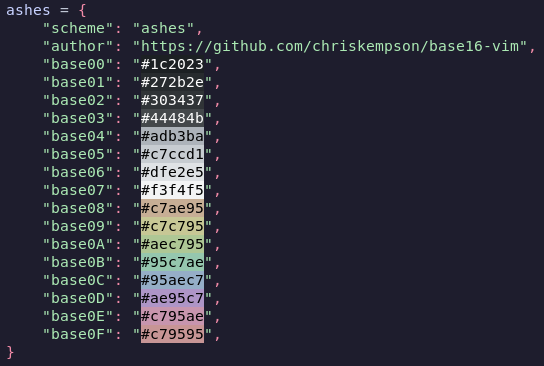 ashes = {
    "scheme": "ashes",
    "author": "https://github.com/chriskempson/base16-vim",
    "base00": "#1c2023",
    "base01": "#272b2e",
    "base02": "#303437",
    "base03": "#44484b",
    "base04": "#adb3ba",
    "base05": "#c7ccd1",
    "base06": "#dfe2e5",
    "base07": "#f3f4f5",
    "base08": "#c7ae95",
    "base09": "#c7c795",
    "base0A": "#aec795",
    "base0B": "#95c7ae",
    "base0C": "#95aec7",
    "base0D": "#ae95c7",
    "base0E": "#c795ae",
    "base0F": "#c79595",
}